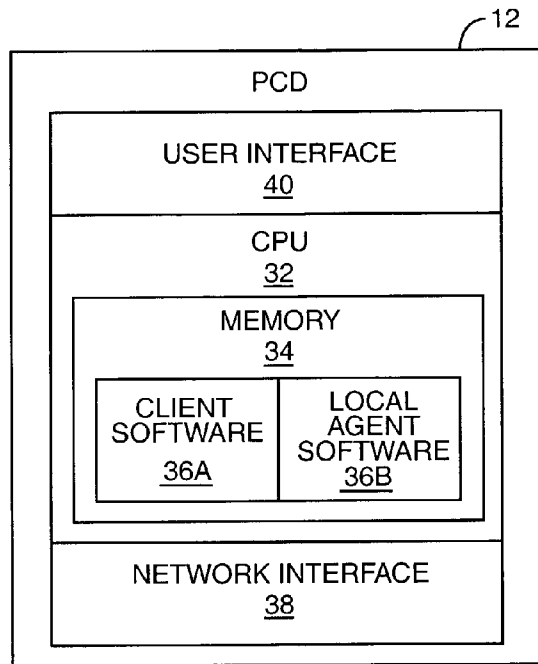 12
PCD
USER INTERFACE
40
CPU
32
MEMORY
34
CLIENT
SOFTWARE
36A
LOCAL
AGENT
SOFTWARE
36B
NETWORK INTERFACE
38